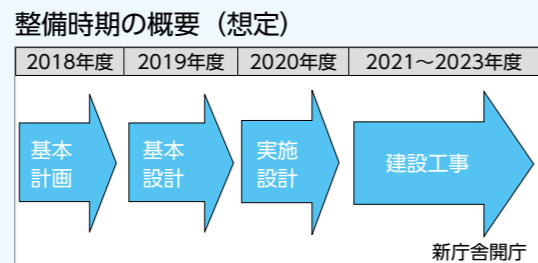 整備時期の概要（想定）
2018年度 2019年度 2020年度 2021～2023年度
基本
計画
基本
設計
実施
設計
建設工事
新庁舎開庁